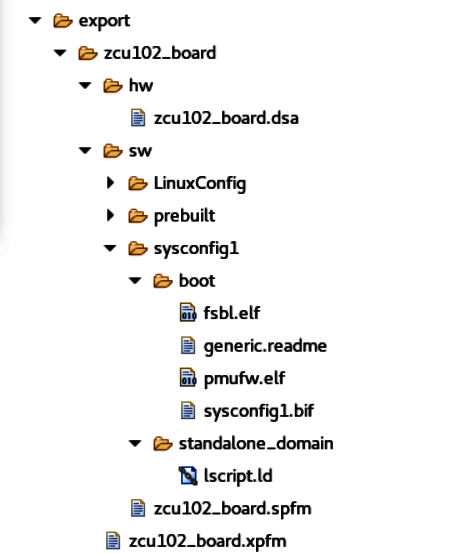 export
zcu102_board
hw
zcu102_board.dsa
sw
LinuxConfig
prebuilt
sysconfig1
boot
fsbl.elf
generic.readme
pmufw.elf
sysconfig1.bif
standalone_domain
lscript.ld
zcu102_board.spfm
zcu102_board.xpfm